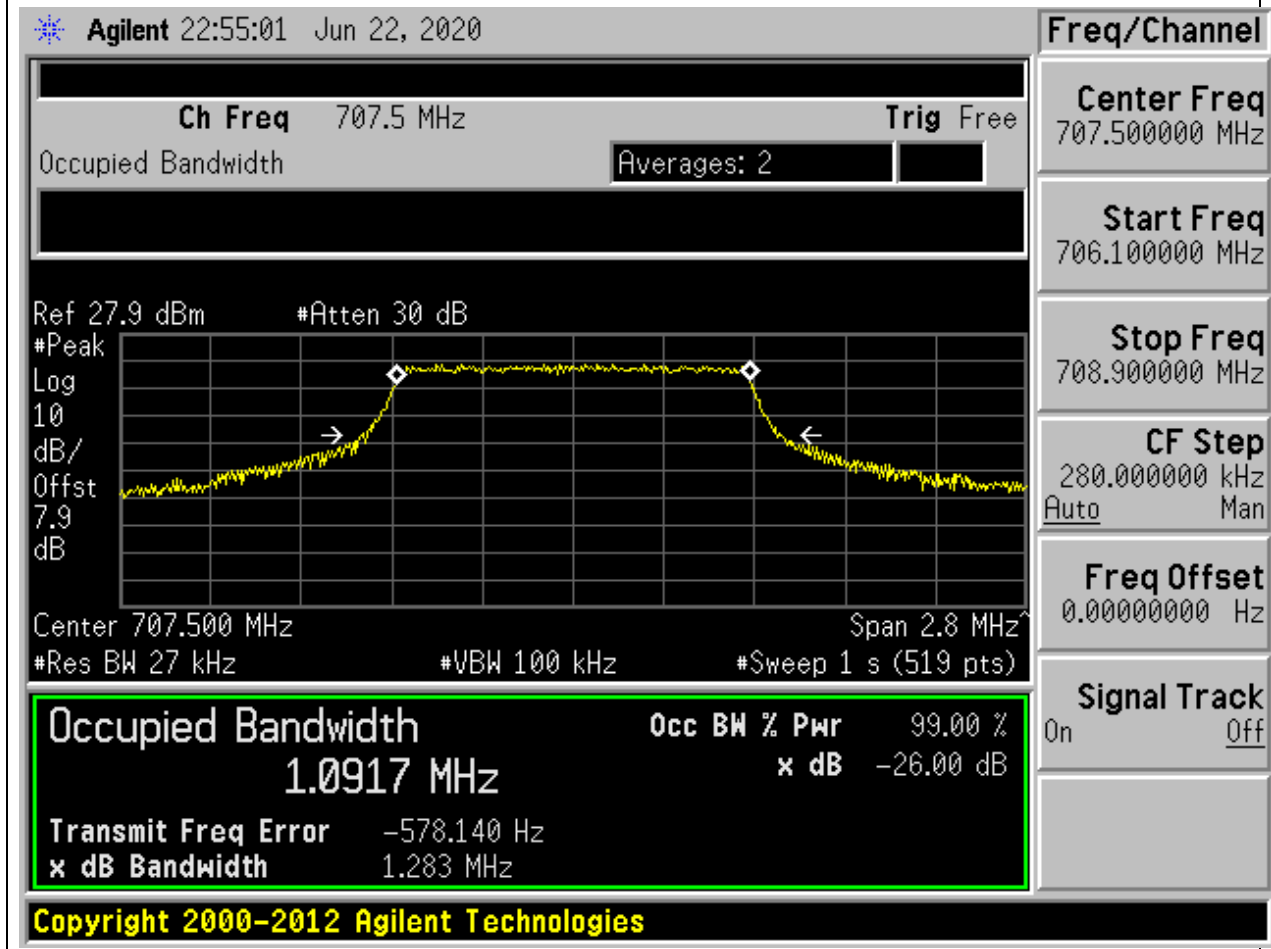 Agilent 22:55:01 Jun 22, 2020
Freq/Channel
Ch Freq 707.5 MHz Trig Free
Occupied Bandwidth Averages: 2
Ref 27.9 dBm #Atten 30 dB
#Peak
Log
10
dB/
Offst
7.9
dB
Center 707.500 MHz Span 2.8 MHz^
#Res BW 27 kHz #VBW 100 kHz #Sweep 1 s (519 pts)
Occupied Bandwidth Occ BW % Pwr 99.00 %
1.0917 MHz x dB -26.00 dB
Transmit Freq Error -578.140 Hz
x dB Bandwidth 1.283 MHz
Copyright 2000-2012 Agilent Technologies
Center Freq
707.500000 MHz
Start Freq
706.100000 MHz
Stop Freq
708.900000 MHz
CF Step
280.000000 kHz
Auto Man
Freq Offset
0.00000000 Hz
Signal Track
On Off